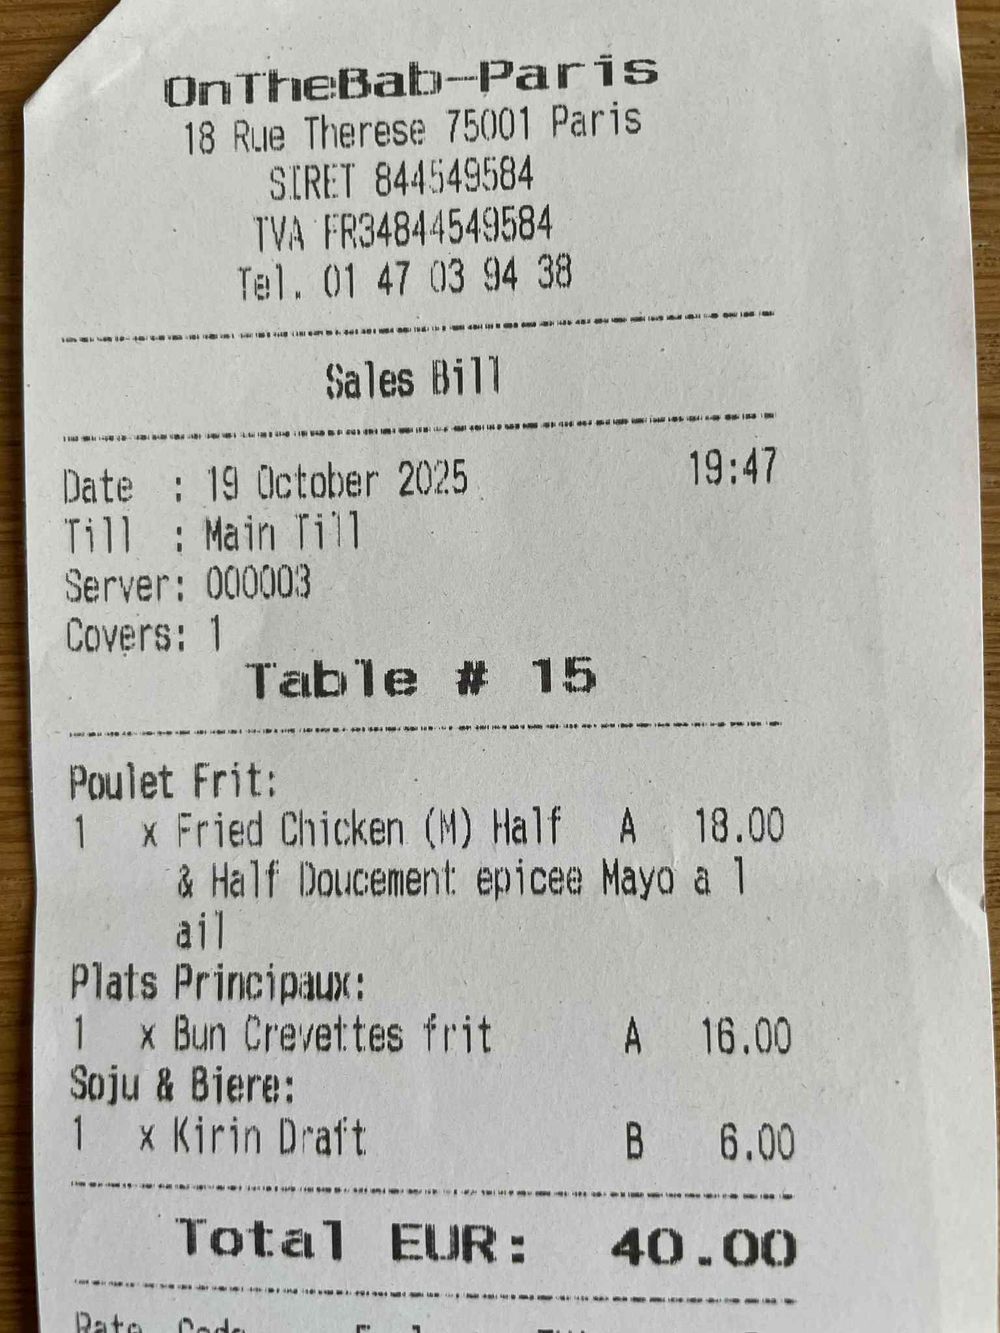 OnTheBab-Paris
18 Rue Therese 75001 Paris
SIRET 844549584
TVA FR34844549584
Tel. 01 47 03 94 38
Sales Bill
Date : 19 October 2025 19:47
Till : Main Till
Server: 000003
Covers: 1
Table # 15
Poulet Frit:
1 x Fried Chicken (M) Half A 18.00
& Half Doucement epicee Mayo a l
ail
Plats Principaux:
1 x Bun Crevettes frit A 16.00
Soju & Biere:
1 x Kirin Draft B 6.00
Total EUR: 40.00
Rate Code